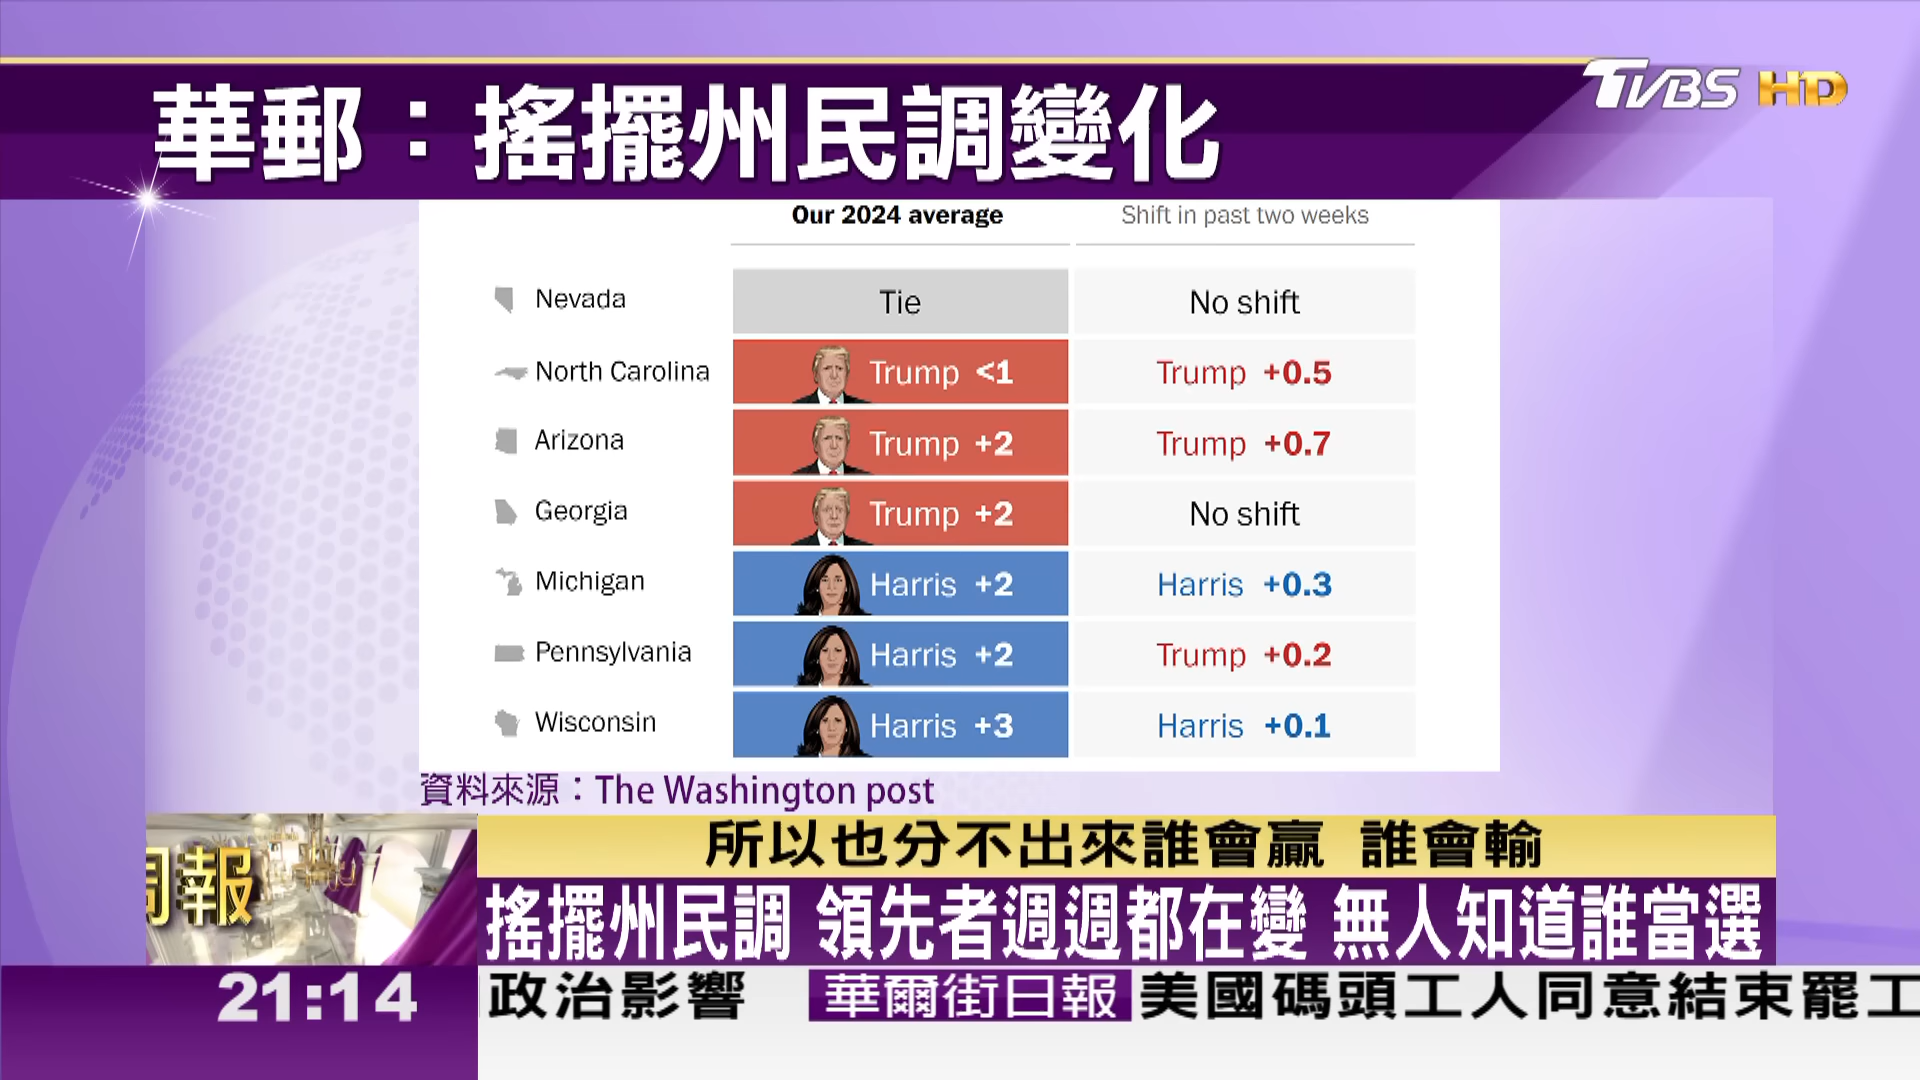 華郵：搖擺州民調變化
TVBS HD
Our 2024 average Shift in past two weeks
Nevada Tie No shift
North Carolina Trump <1 Trump +0.5
Arizona Trump +2 Trump +0.7
Georgia Trump +2 No shift
Michigan Harris +2 Harris +0.3
Pennsylvania Harris +2 Trump +0.2
Wisconsin Harris +3 Harris +0.1
資料來源：The Washington post
所以也分不出來誰會贏 誰會輸
報
搖擺州民調 領先者週週都在變 無人知道誰當選
21:14
政治影響 華爾街日報 美國碼頭工人同意結束罷工